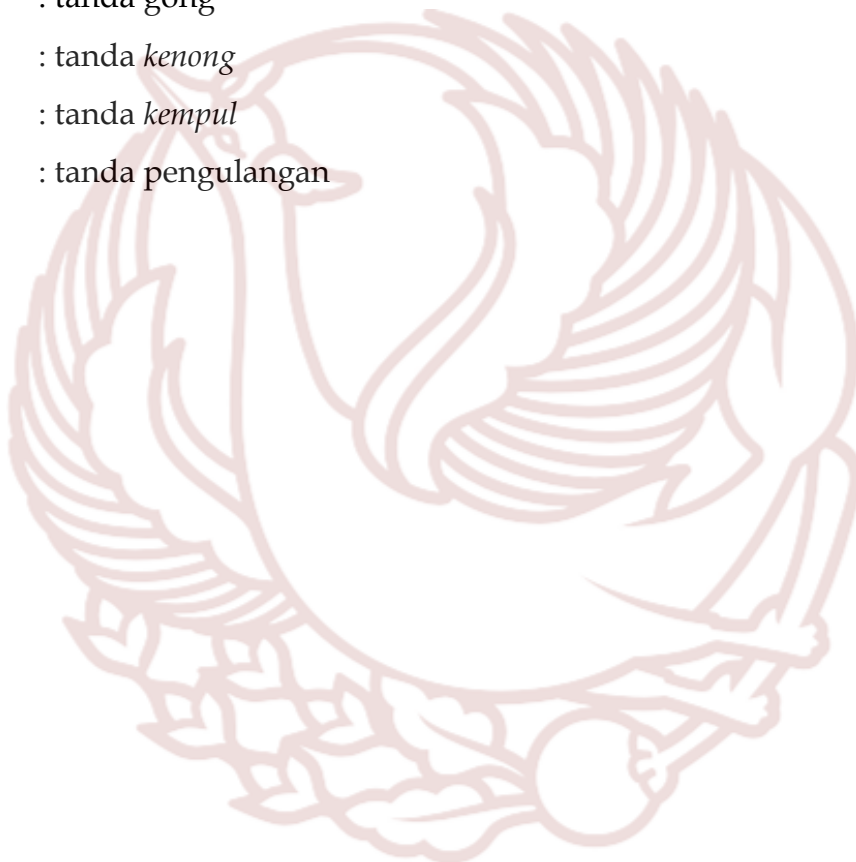 : tanda gong
: tanda kenong
: tanda kempul
: tanda pengulangan